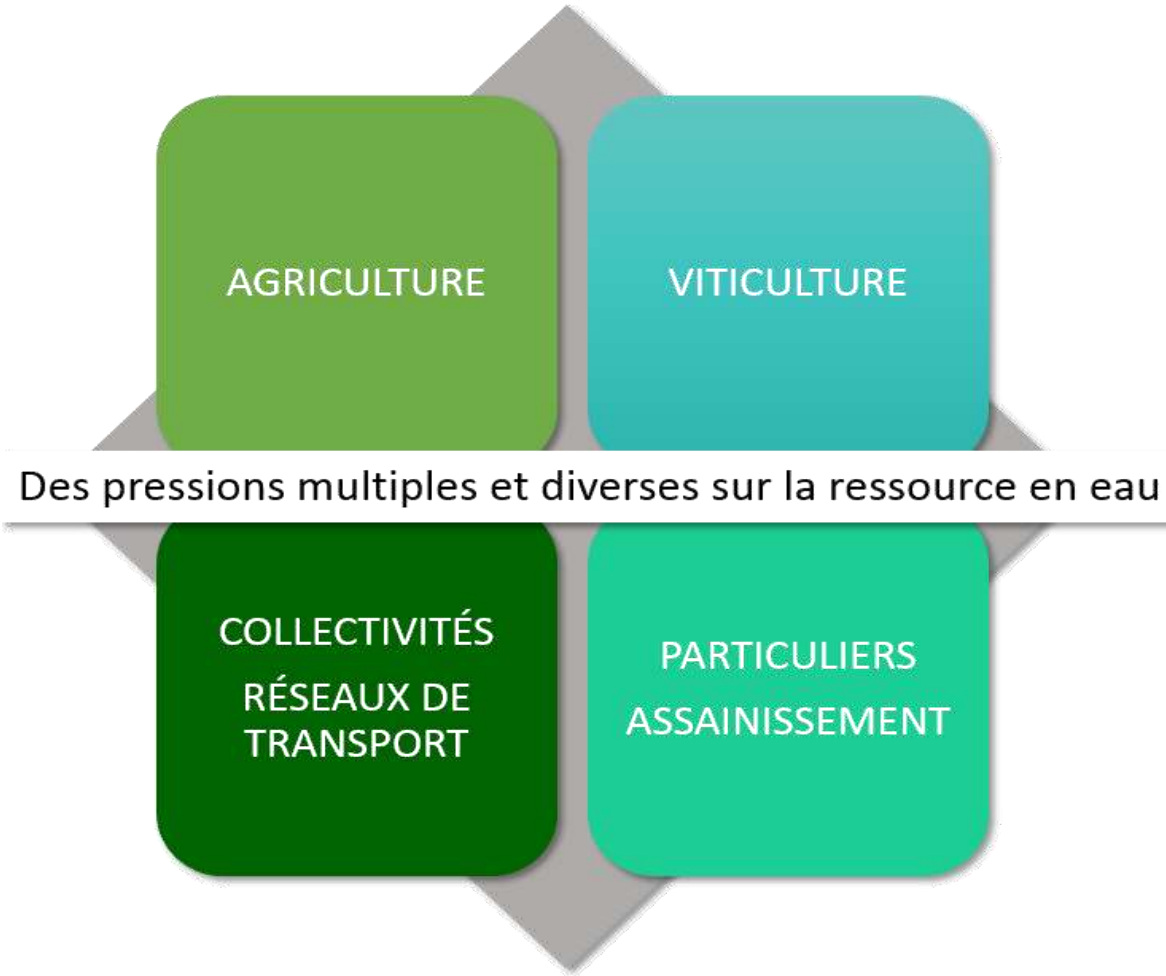 AGRICULTURE
VITICULTURE
Des pressions multiples et diverses sur la ressource en eau
COLLECTIVITÉS
RÉSEAUX DE
TRANSPORT
PARTICULIERS
ASSAINISSEMENT